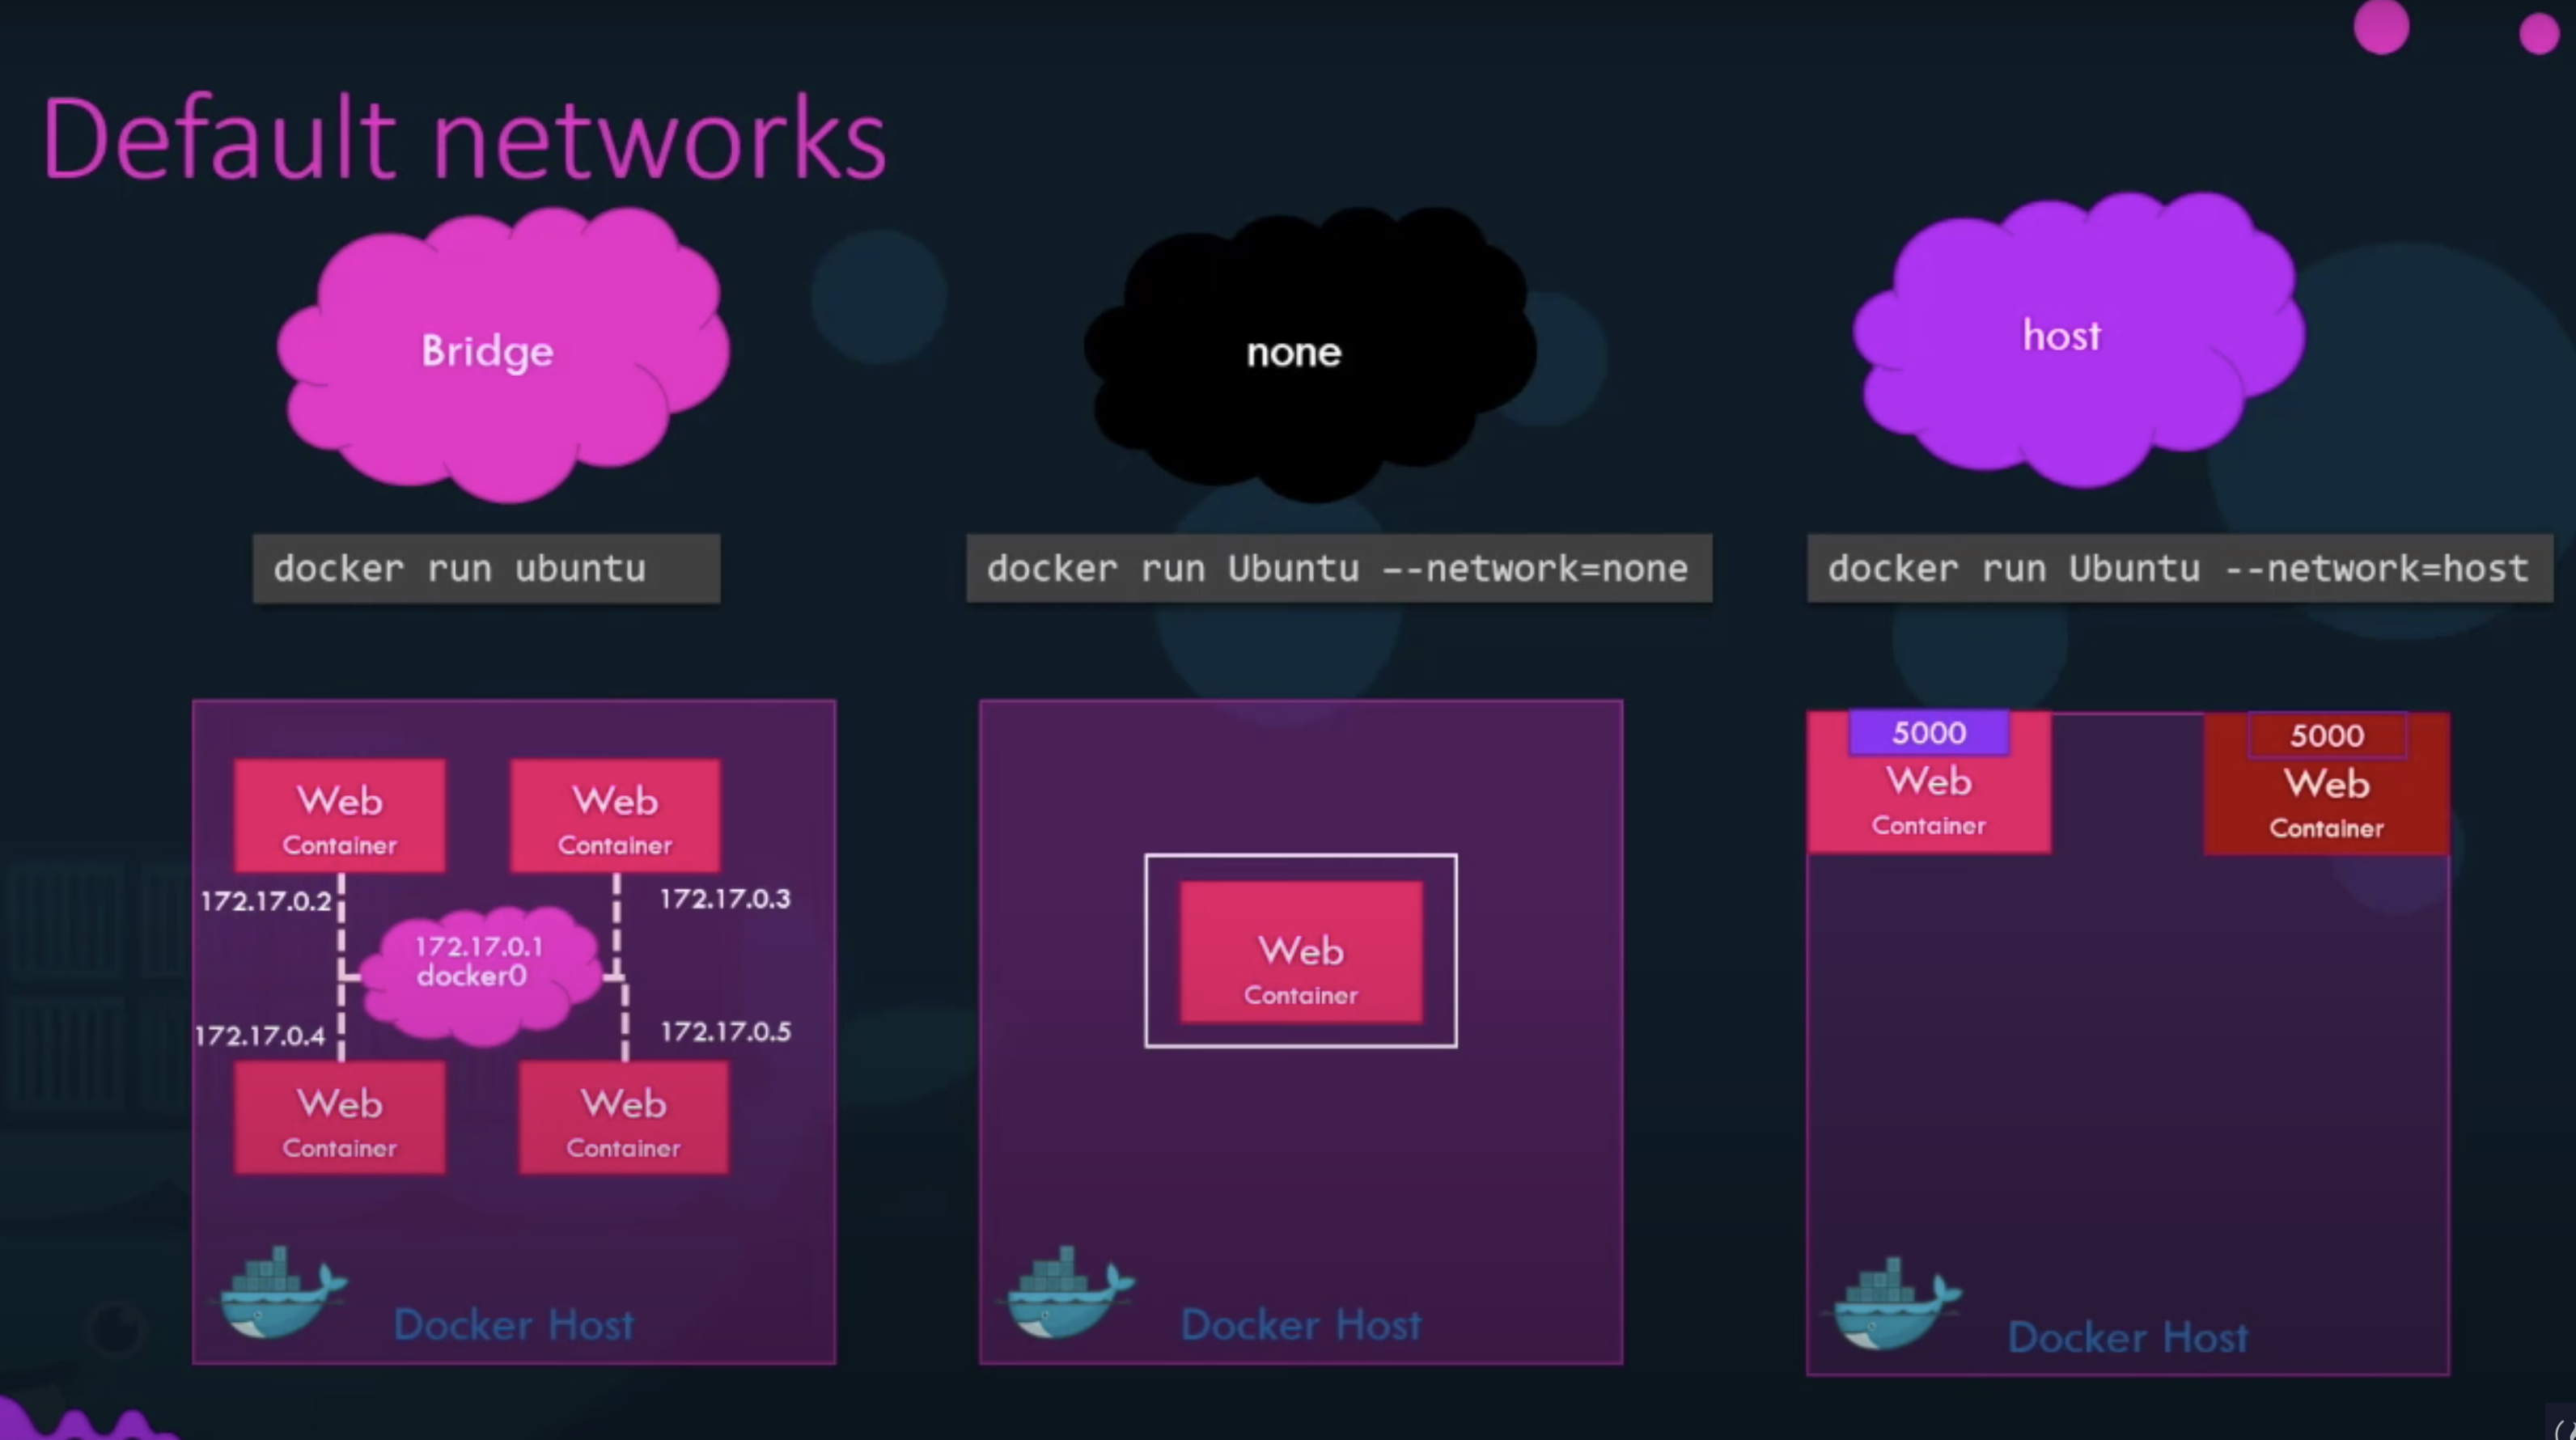 Default networks
Bridge
none
host
docker run ubuntu
docker run Ubuntu --network=none
docker run Ubuntu --network=host
Web
Container
Web
Container
172.17.0.2
172.17.0.3
172.17.0.1
docker0
172.17.0.4
172.17.0.5
Web
Container
Web
Container
Docker Host
Web
Container
Docker Host
5000
Web
Container
5000
Web
Container
Docker Host